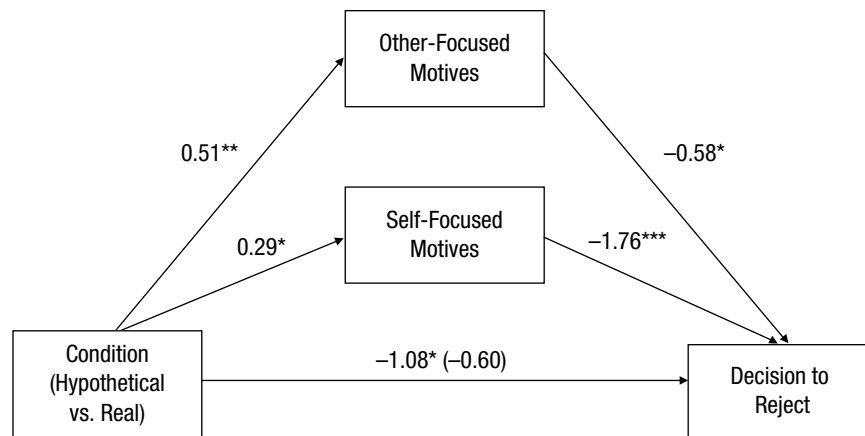 Other-Focused
Motives
0.51**
–0.58*
Self-Focused
Motives
0.29*
–1.76***
Condition
(Hypothetical
vs. Real)
–1.08* (–0.60)
Decision to
Reject